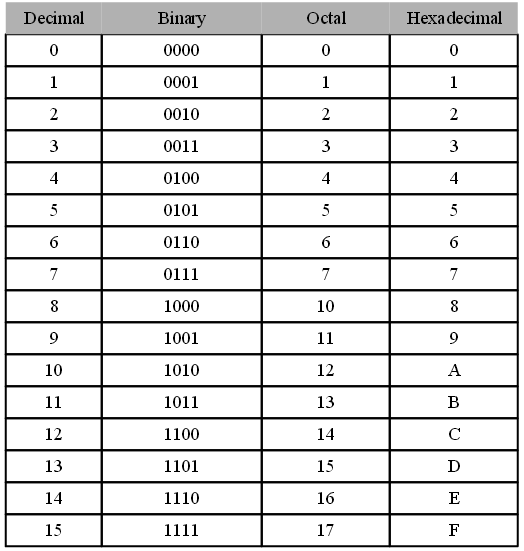 Decimal Binary Octal Hexadecimal
0 0000 0 0
1 0001 1 1
2 0010 2 2
3 0011 3 3
4 0100 4 4
5 0101 5 5
6 0110 6 6
7 0111 7 7
8 1000 10 8
9 1001 11 9
10 1010 12 A
11 1011 13 B
12 1100 14 C
13 1101 15 D
14 1110 16 E
15 1111 17 F